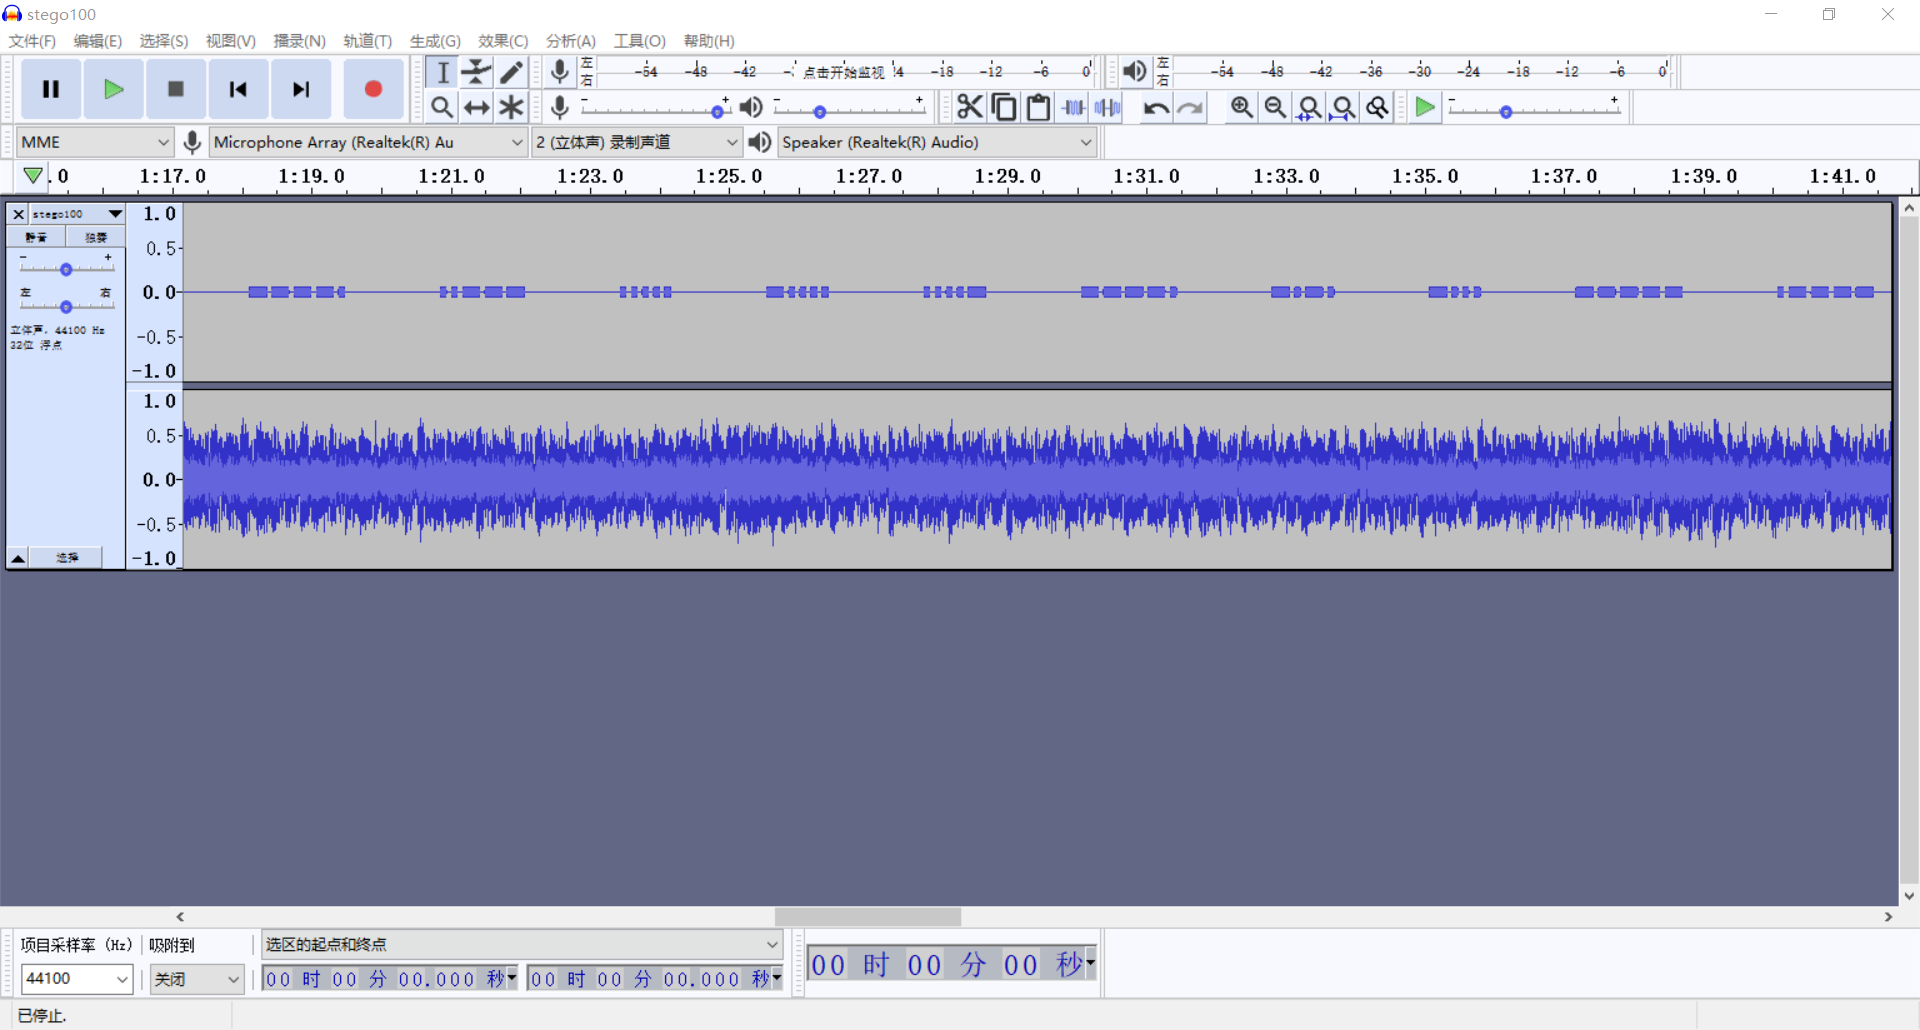 stego100
文件(F) 编辑(E) 选择(S) 视图(V) 播录(N) 轨道(T) 生成(G) 效果(C) 分析(A) 工具(O) 帮助(H)
左 右 -54 -48 -42 点击开始监视 -18 -12 -6 0 左 右 -54 -48 -42 -36 -30 -24 -18 -12 -6 0
- + - + - +
MME Microphone Array (Realtek(R) Au 2 (立体声) 录制声道 Speaker (Realtek(R) Audio)
.0 1:17.0 1:19.0 1:21.0 1:23.0 1:25.0 1:27.0 1:29.0 1:31.0 1:33.0 1:35.0 1:37.0 1:39.0 1:41.0
stego100
静音 独奏
- +
左 右
立体声, 44100 Hz
32位 浮点
选择
1.0
0.5
0.0
-0.5
-1.0
1.0
0.5
0.0
-0.5
-1.0
项目采样率 (Hz) 吸附到 选区的起点和终点
44100 关闭 00 时 00 分 00.000 秒 00 时 00 分 00.000 秒
00 时 00 分 00 秒
已停止.